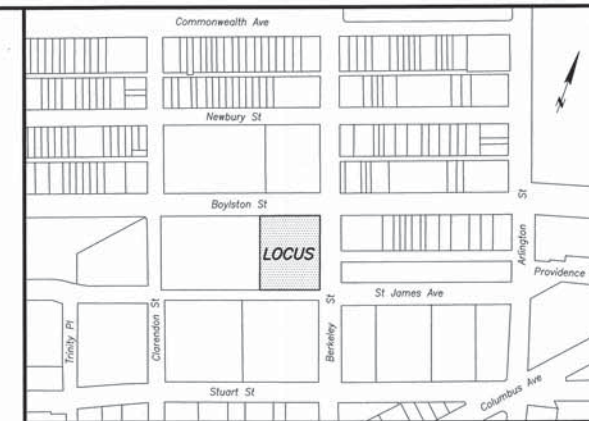 Commonwealth Ave
Newbury St
Boylston St
LOCUS
Arlington St
Providence
St James Ave
Trinity Pl
Clarendon St
Berkeley St
Stuart St
Columbus Ave
N